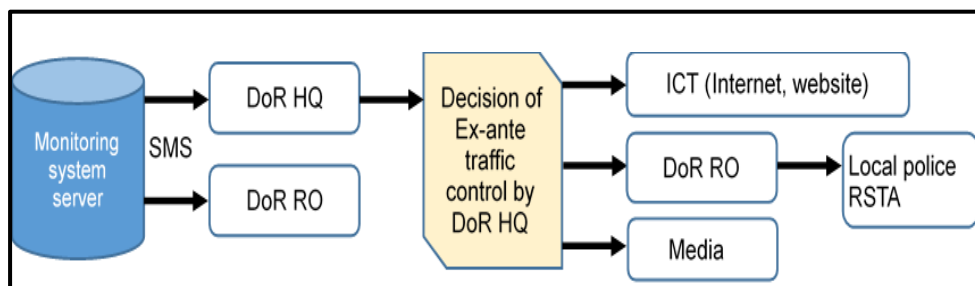 Monitoring
system
server
SMS
DoR HQ
DoR RO
Decision of
Ex-ante
traffic
control by
DoR HQ
ICT (Internet, website)
DoR RO
Media
Local police
RSTA